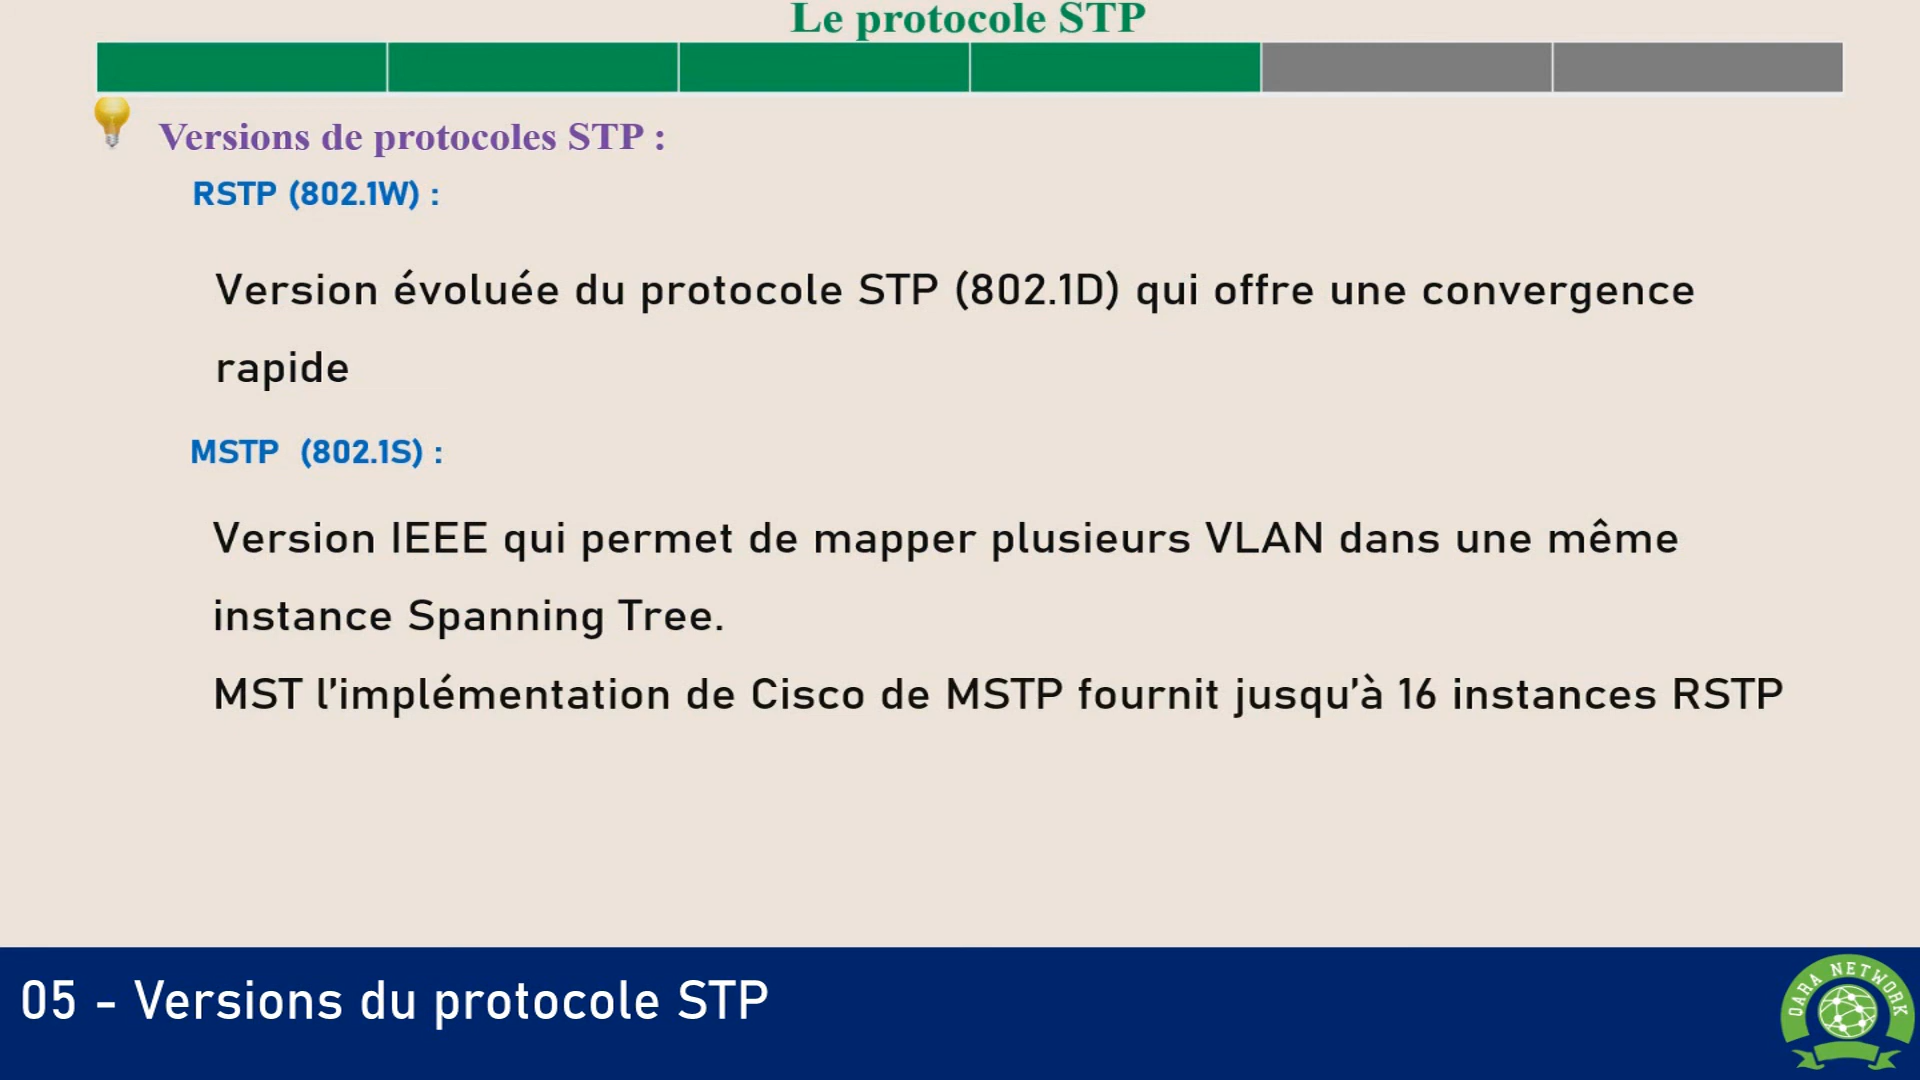 Le protocole STP
Versions de protocoles STP :
RSTP (802.1W) :
Version évoluée du protocole STP (802.1D) qui offre une convergence
rapide
MSTP (802.1S) :
Version IEEE qui permet de mapper plusieurs VLAN dans une même
instance Spanning Tree.
MST l’implémentation de Cisco de MSTP fournit jusqu’à 16 instances RSTP
05 - Versions du protocole STP
OARA NETWORK